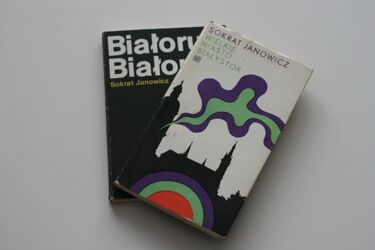 Białoru
Białor
Sokrat Janowicz
SOKRAT JANOWICZ
WIELKIE
MIASTO
BIAŁYSTOK